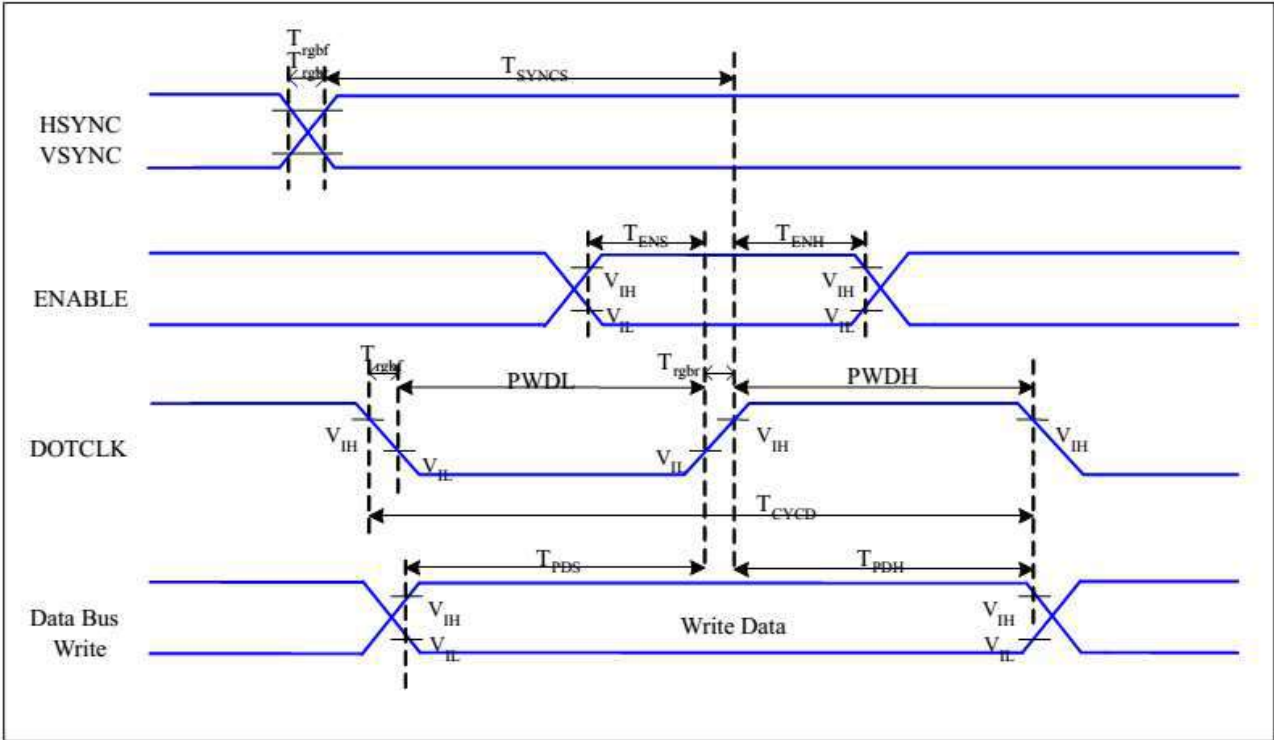 Trgbf
Trgbr
TSYNCS
HSYNC
VSYNC
TENS
TENH
VIH
VIH
ENABLE
VIL
VIL
Trgbf
Trgbr
PWDL
PWDH
DOTCLK
VIH
VIH
VIH
VIL
VIL
TCYCD
TPDS
TPDH
VIH
VIH
Data Bus
Write Data
Write
VIL
VIL